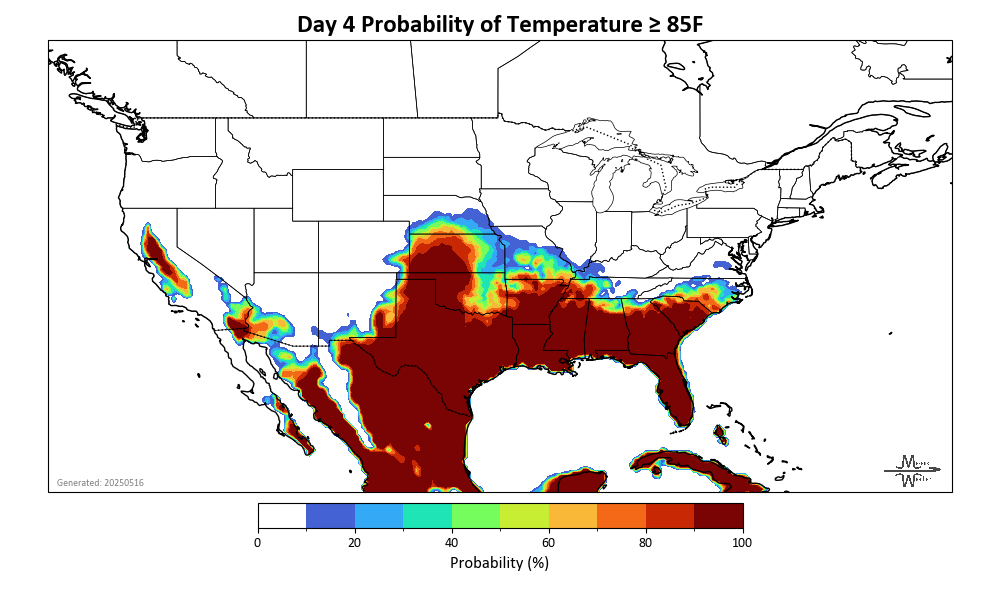 Day 4 Probability of Temperature ≥ 85F
Generated: 20250516
0 20 40 60 80 100
Probability (%)